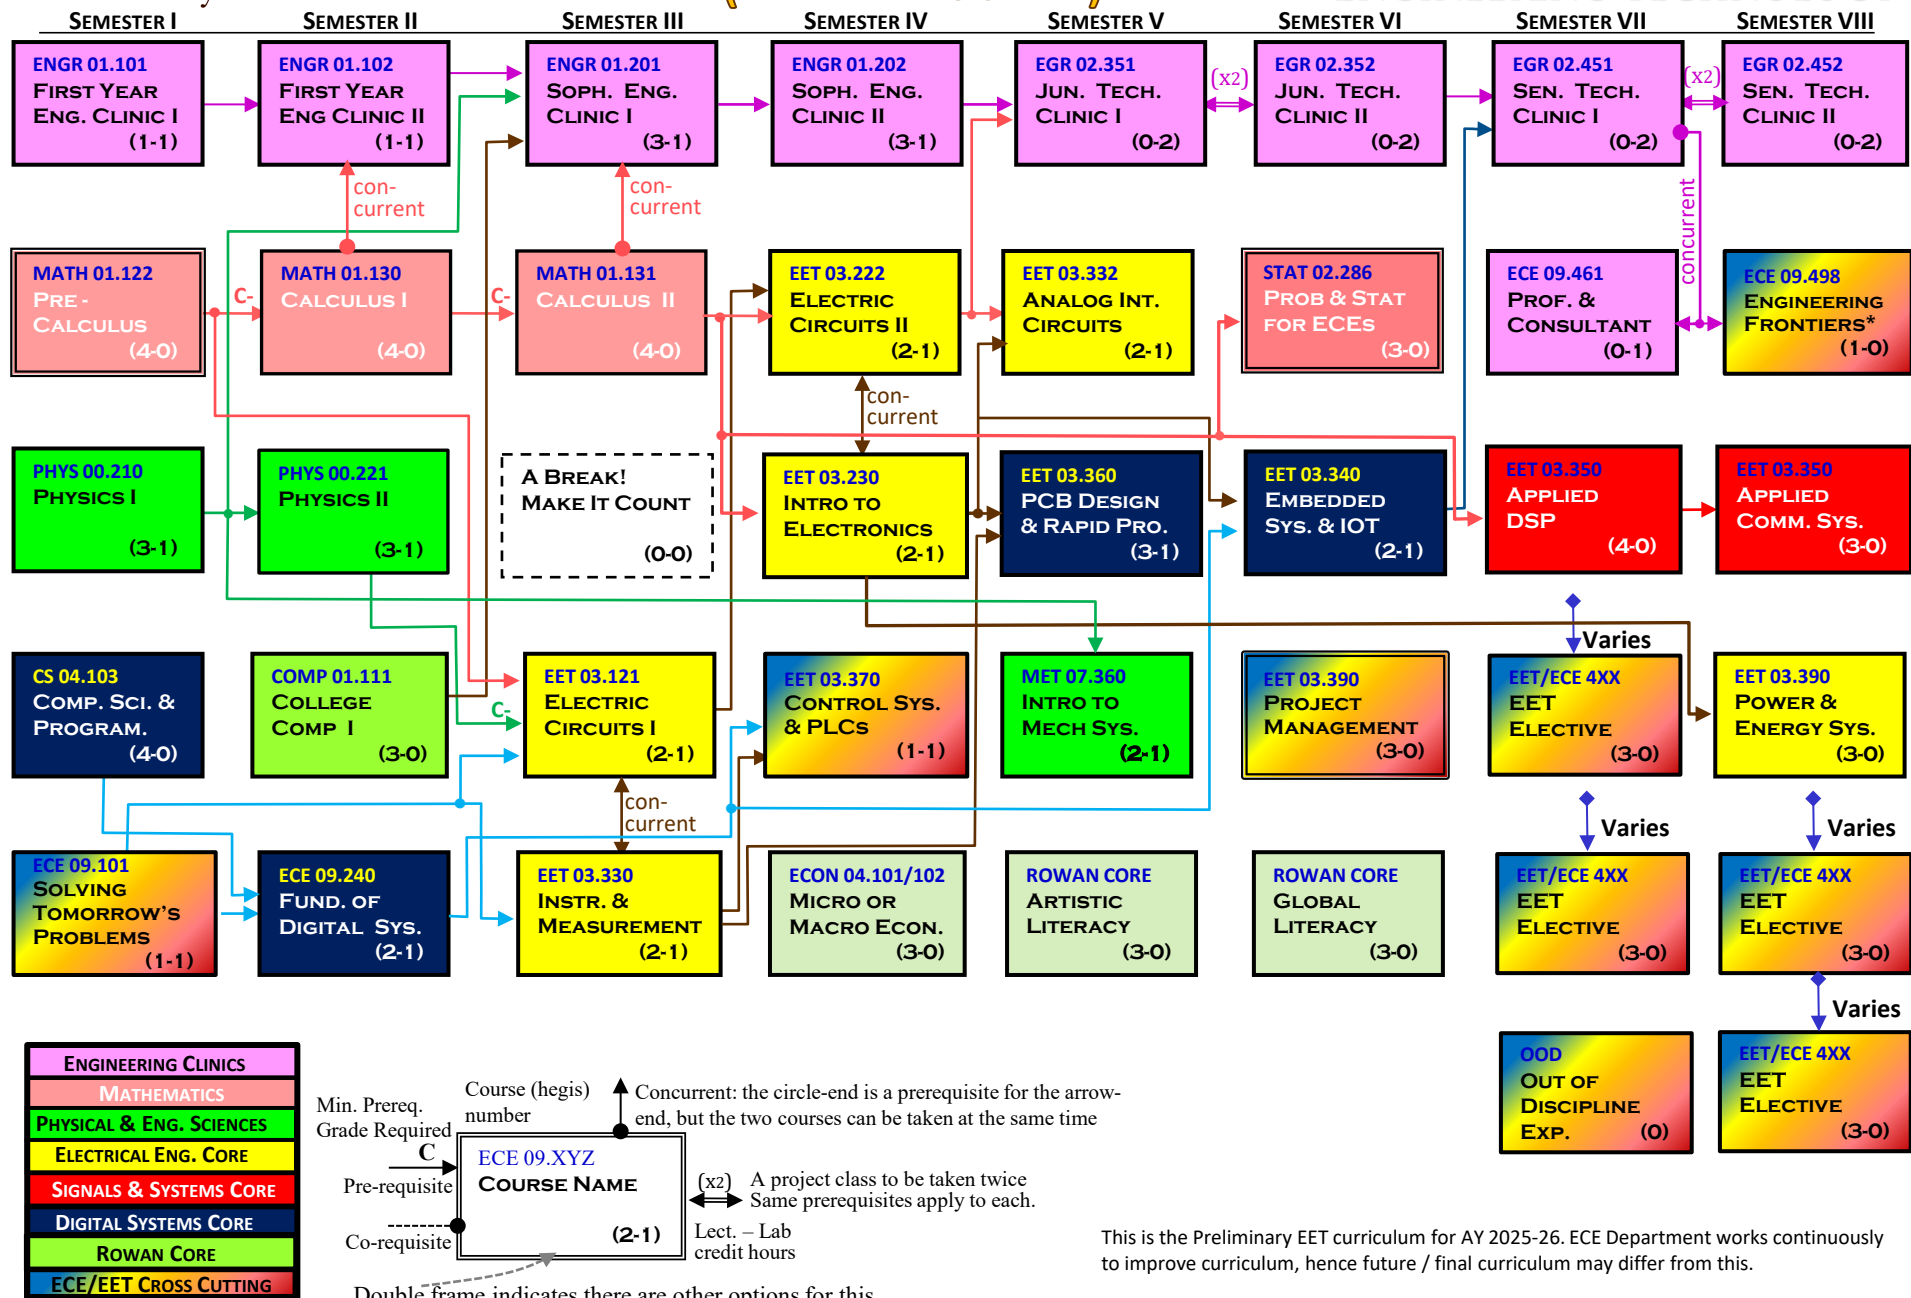 SEMESTER I
SEMESTER II
SEMESTER III
SEMESTER IV
SEMESTER V
SEMESTER VI
SEMESTER VII
SEMESTER VIII
ENGR 01.101
FIRST YEAR
ENG. CLINIC I
(1-1)
ENGR 01.102
FIRST YEAR
ENG CLINIC II
(1-1)
ENGR 01.201
SOPH. ENG.
CLINIC I
(3-1)
ENGR 01.202
SOPH. ENG.
CLINIC II
(3-1)
EGR 02.351
JUN. TECH.
CLINIC I
(0-2)
(x2)
EGR 02.352
JUN. TECH.
CLINIC II
(0-2)
EGR 02.451
SEN. TECH.
CLINIC I
(0-2)
(x2)
EGR 02.452
SEN. TECH.
CLINIC II
(0-2)
con-
current
con-
current
concurrent
MATH 01.122
PRE -
CALCULUS
(4-0)
C-
MATH 01.130
CALCULUS I
(4-0)
C-
MATH 01.131
CALCULUS II
(4-0)
EET 03.222
ELECTRIC
CIRCUITS II
(2-1)
EET 03.332
ANALOG INT.
CIRCUITS
(2-1)
STAT 02.286
PROB & STAT
FOR ECES
(3-0)
ECE 09.461
PROF. &
CONSULTANT
(0-1)
ECE 09.498
ENGINEERING
FRONTIERS*
(1-0)
con-
current
PHYS 00.210
PHYSICS I
(3-1)
PHYS 00.221
PHYSICS II
(3-1)
A BREAK!
MAKE IT COUNT
(0-0)
EET 03.230
INTRO TO
ELECTRONICS
(2-1)
EET 03.360
PCB DESIGN
& RAPID PRO.
(3-1)
EET 03.340
EMBEDDED
SYS. & IOT
(2-1)
EET 03.350
APPLIED
DSP
(4-0)
EET 03.350
APPLIED
COMM. SYS.
(3-0)
Varies
CS 04.103
COMP. SCI. &
PROGRAM.
(4-0)
COMP 01.111
COLLEGE
COMP I
(3-0)
C-
EET 03.121
ELECTRIC
CIRCUITS I
(2-1)
EET 03.370
CONTROL SYS.
& PLCS
(1-1)
MET 07.360
INTRO TO
MECH SYS.
(2-1)
EET 03.390
PROJECT
MANAGEMENT
(3-0)
EET/ECE 4XX
EET
ELECTIVE
(3-0)
EET 03.390
POWER &
ENERGY SYS.
(3-0)
con-
current
Varies
Varies
ECE 09.101
SOLVING
TOMORROW'S
PROBLEMS
(1-1)
ECE 09.240
FUND. OF
DIGITAL SYS.
(2-1)
EET 03.330
INSTR. &
MEASUREMENT
(2-1)
ECON 04.101/102
MICRO OR
MACRO ECON.
(3-0)
ROWAN CORE
ARTISTIC
LITERACY
(3-0)
ROWAN CORE
GLOBAL
LITERACY
(3-0)
EET/ECE 4XX
EET
ELECTIVE
(3-0)
EET/ECE 4XX
EET
ELECTIVE
(3-0)
Varies
OOD
OUT OF
DISCIPLINE
EXP. (0)
EET/ECE 4XX
EET
ELECTIVE
(3-0)
ENGINEERING CLINICS
MATHEMATICS
PHYSICAL & ENG. SCIENCES
ELECTRICAL ENG. CORE
SIGNALS & SYSTEMS CORE
DIGITAL SYSTEMS CORE
ROWAN CORE
ECE/EET CROSS CUTTING
Min. Prereq.
Grade Required
C
Pre-requisite
Co-requisite
Course (hegis)
number
Concurrent: the circle-end is a prerequisite for the arrow-
end, but the two courses can be taken at the same time
ECE 09.XYZ
COURSE NAME
(2-1)
(x2) A project class to be taken twice
Same prerequisites apply to each.
Lect. – Lab
credit hours
Double frame indicates there are other options for this
This is the Preliminary EET curriculum for AY 2025-26. ECE Department works continuously
to improve curriculum, hence future / final curriculum may differ from this.